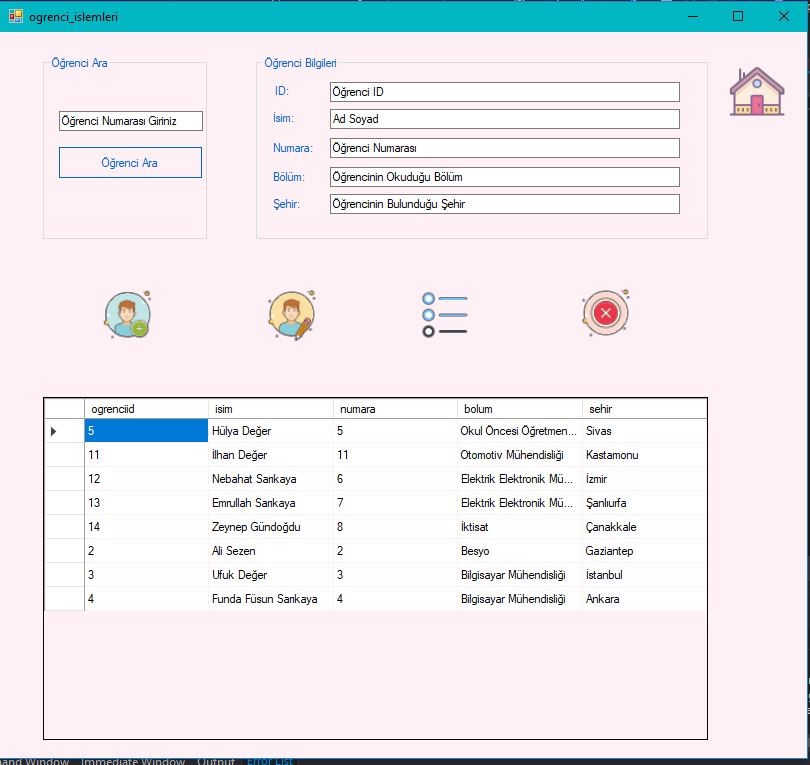 ogrenci_islemleri
Öğrenci Ara
Öğrenci Numarası Giriniz
Öğrenci Ara
Öğrenci Bilgileri
ID: Öğrenci ID
İsim: Ad Soyad
Numara: Öğrenci Numarası
Bölüm: Öğrencinin Okuduğu Bölüm
Şehir: Öğrencinin Bulunduğu Şehir
ogrenciid isim numara bolum sehir
5 Hülya Değer 5 Okul Öncesi Öğretmen... Sivas
11 İlhan Değer 11 Otomotiv Mühendisliği Kastamonu
12 Nebahat Sarıkaya 6 Elektrik Elektronik Mü... İzmir
13 Emrullah Sarıkaya 7 Elektrik Elektronik Mü... Şanlıurfa
14 Zeynep Gündoğdu 8 İktisat Çanakkale
2 Ali Sezen 2 Besyo Gaziantep
3 Ufuk Değer 3 Bilgisayar Mühendisliği İstanbul
4 Funda Füsun Sarıkaya 4 Bilgisayar Mühendisliği Ankara
Window Immediate Window Output Error List